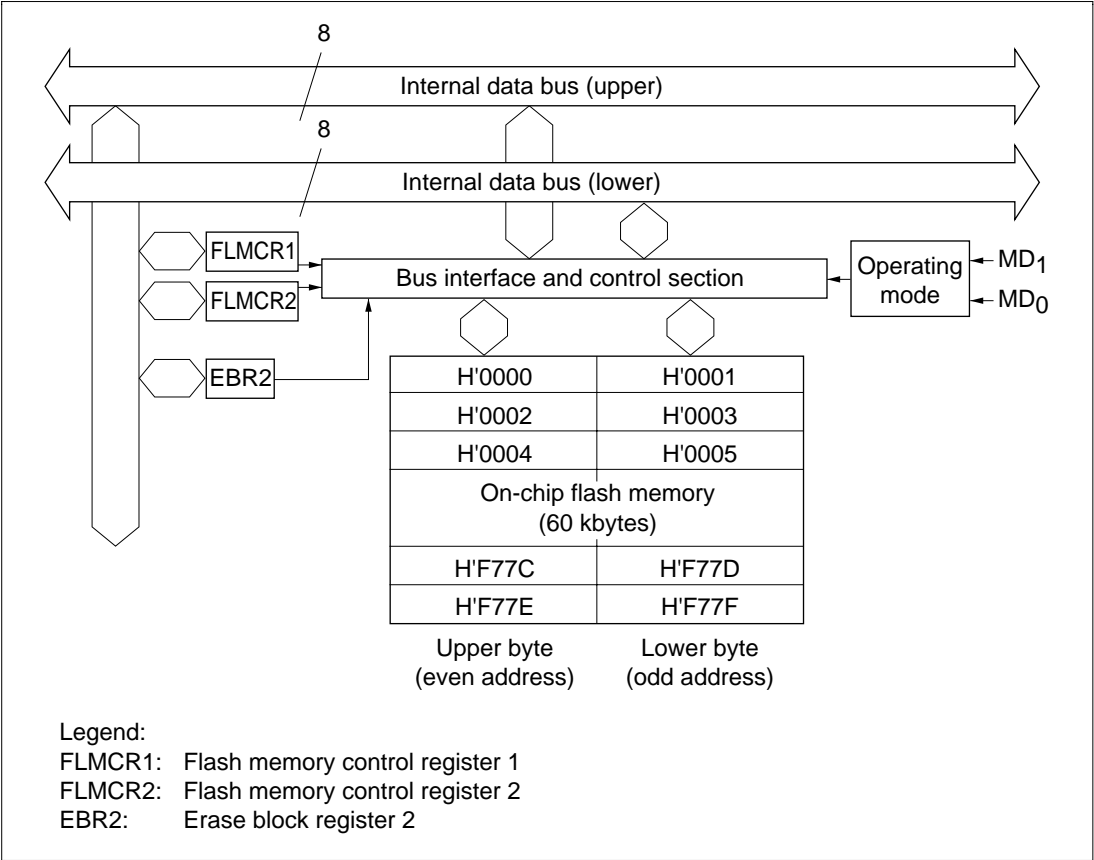 8
Internal data bus (upper)
8
Internal data bus (lower)
FLMCR1
FLMCR2
EBR2
Bus interface and control section
Operating
mode
MD1
MD0
H'0000 H'0001
H'0002 H'0003
H'0004 H'0005
On-chip flash memory
(60 kbytes)
H'F77C H'F77D
H'F77E H'F77F
Upper byte
(even address)
Lower byte
(odd address)
Legend:
FLMCR1: Flash memory control register 1
FLMCR2: Flash memory control register 2
EBR2: Erase block register 2